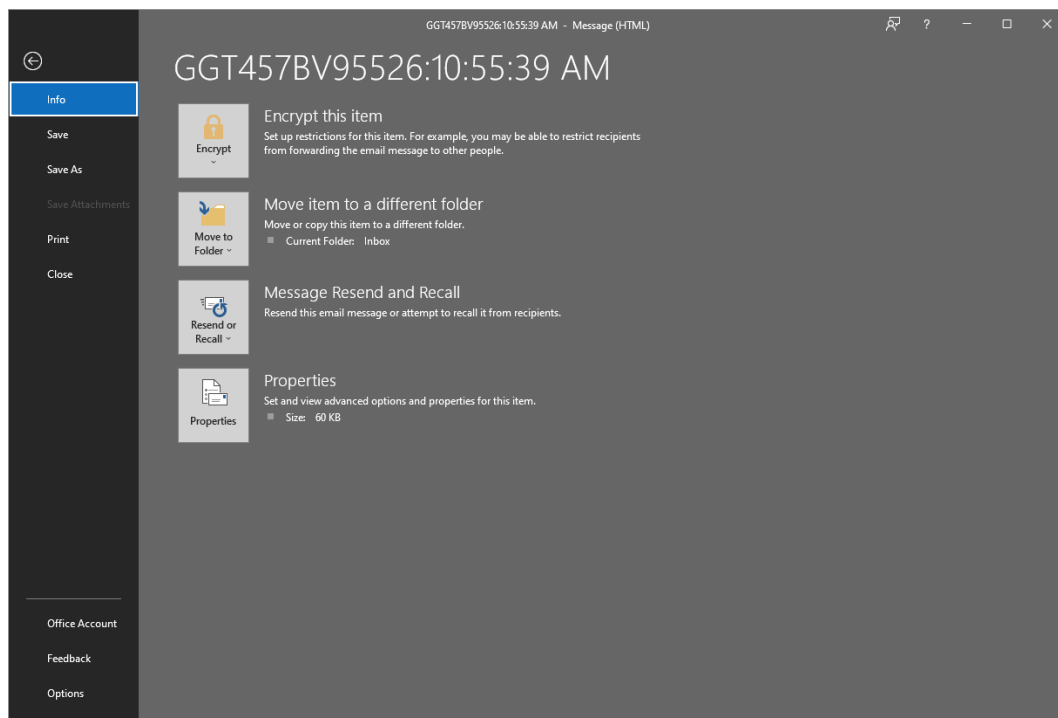 GGT457BV95526:10:55:39 AM - Message (HTML)
?
GGT457BV95526:10:55:39 AM
Info
Save
Save As
Save Attachments
Print
Close
Encrypt
Encrypt this item
Set up restrictions for this item. For example, you may be able to restrict recipients
from forwarding the email message to other people.
Move to
Folder
Move item to a different folder
Move or copy this item to a different folder.
Current Folder: Inbox
Resend or
Recall
Message Resend and Recall
Resend this email message or attempt to recall it from recipients.
Properties
Properties
Set and view advanced options and properties for this item.
Size: 60 KB
Office Account
Feedback
Options